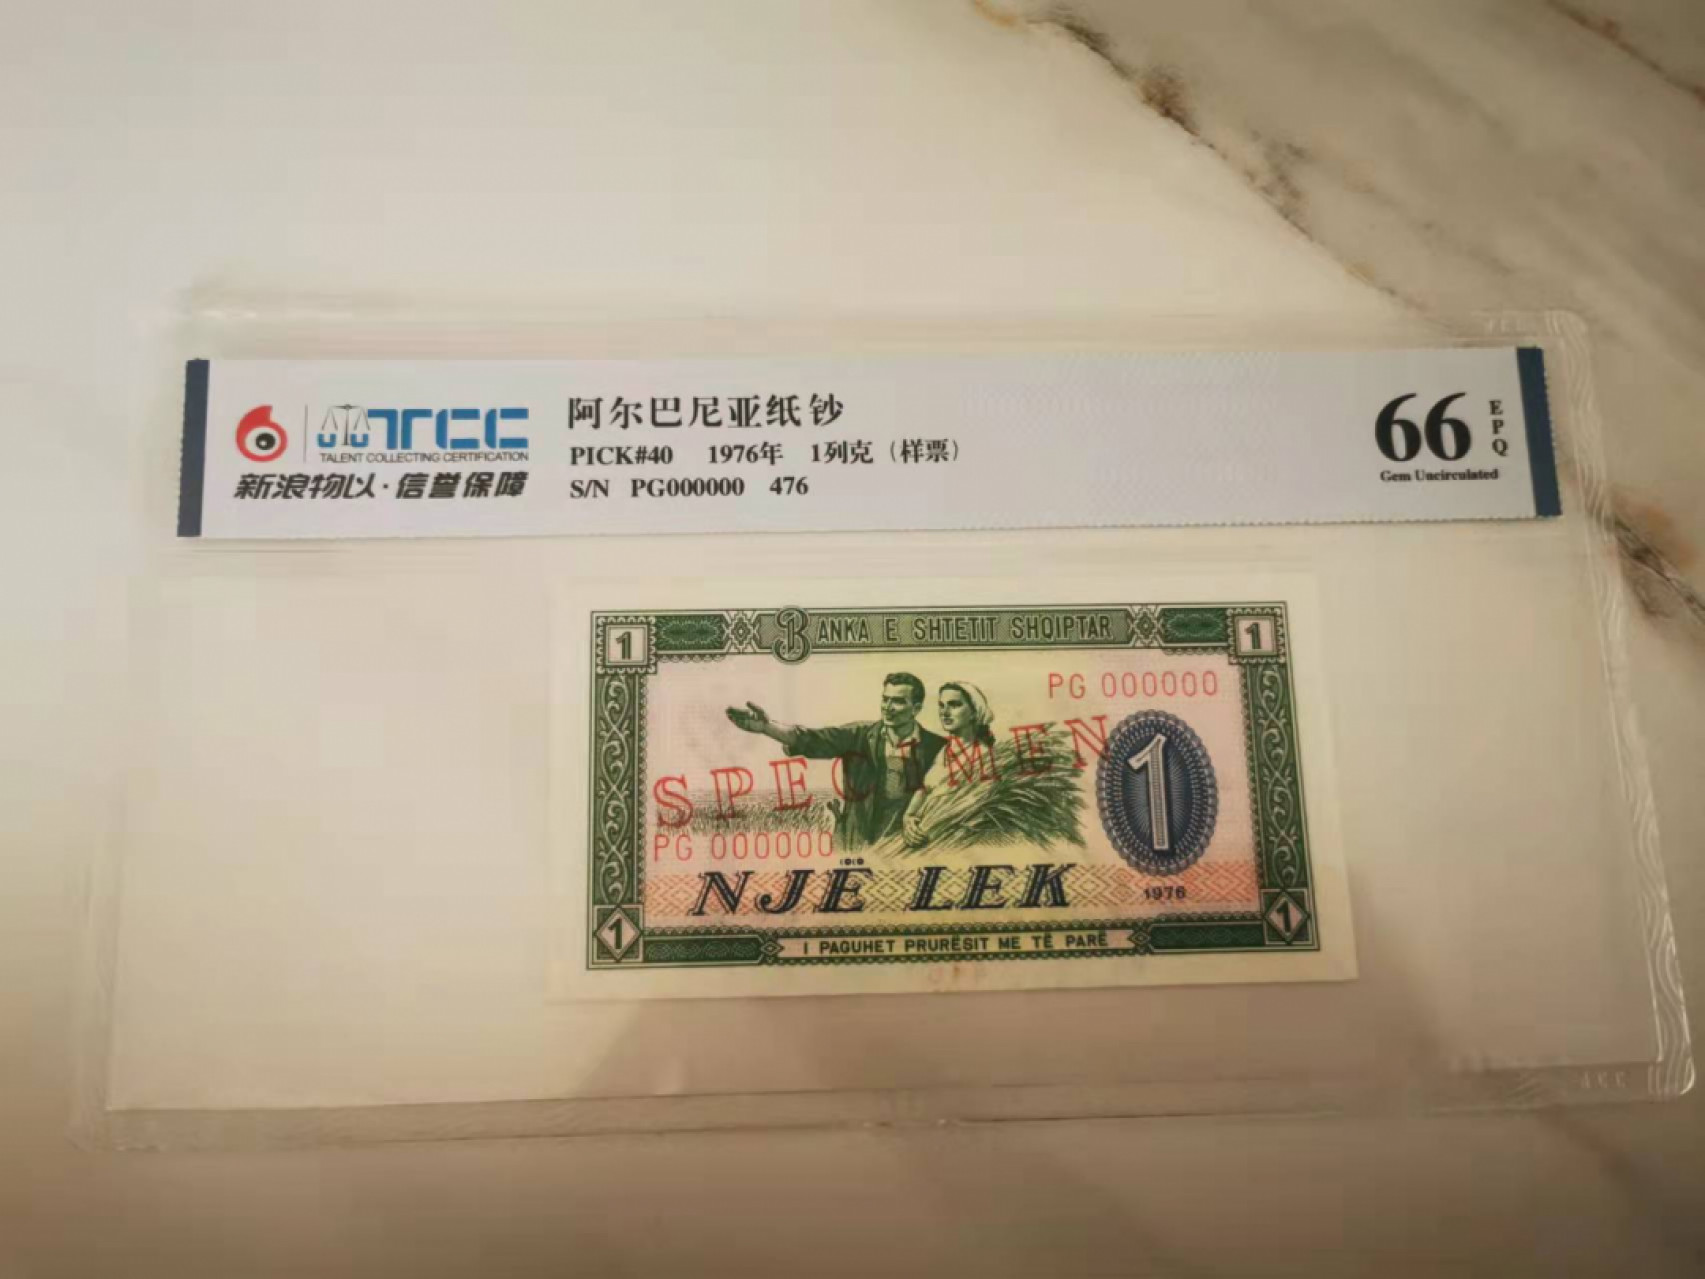 TCC
TALENT COLLECTING CERTIFICATION
新浪物以·信誉保障
阿尔巴尼亚纸钞
PICK#40 1976年 1列克（样票）
S/N PG000000 476
66
EPQ
Gem Uncirculated
1 BANKA E SHTETIT SHQIPTAR 1
PG 000000
SPECIMEN
1
PG 000000
NJË LEK
1976
1 I PAGUHET PRURËSIT ME TË PARË 1